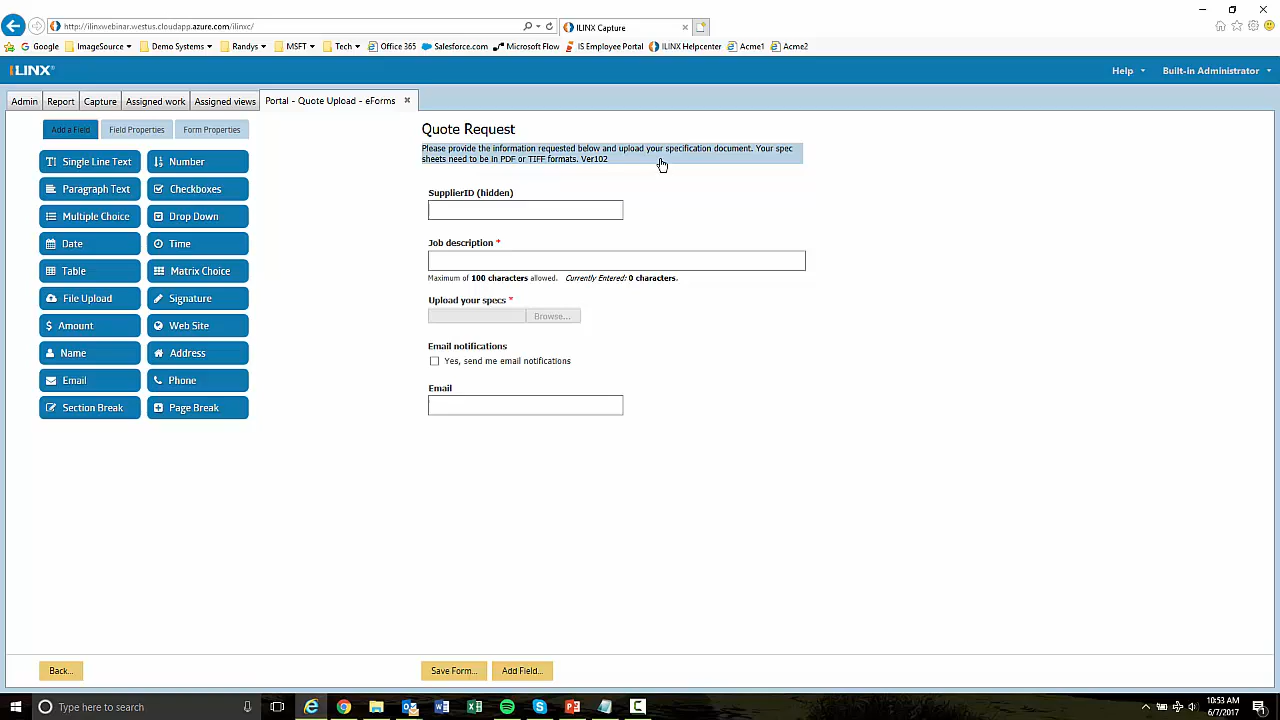 http://ilinxwebinar.westus.cloudapp.azure.com/ilinxc/
ILINX Capture
Google ImageSource Demo Systems Randys MSFT Tech Office 365 Salesforce.com Microsoft Flow IS Employee Portal ILINX Helpcenter Acme1 Acme2
ILINX®
Help Built-in Administrator
Admin Report Capture Assigned work Assigned views Portal - Quote Upload - eForms
Add a Field Field Properties Form Properties
Quote Request
Please provide the information requested below and upload your specification document. Your spec
sheets need to be in PDF or TIFF formats. Ver102
Single Line Text Number
Paragraph Text Checkboxes
Multiple Choice Drop Down
Date Time
Table Matrix Choice
File Upload Signature
Amount Web Site
Name Address
Email Phone
Section Break Page Break
SupplierID (hidden)
Job description *
Maximum of 100 characters allowed. Currently Entered: 0 characters.
Upload your specs *
Browse...
Email notifications
Yes, send me email notifications
Email
Back... Save Form... Add Field...
Type here to search
10:53 AM
6/7/2017